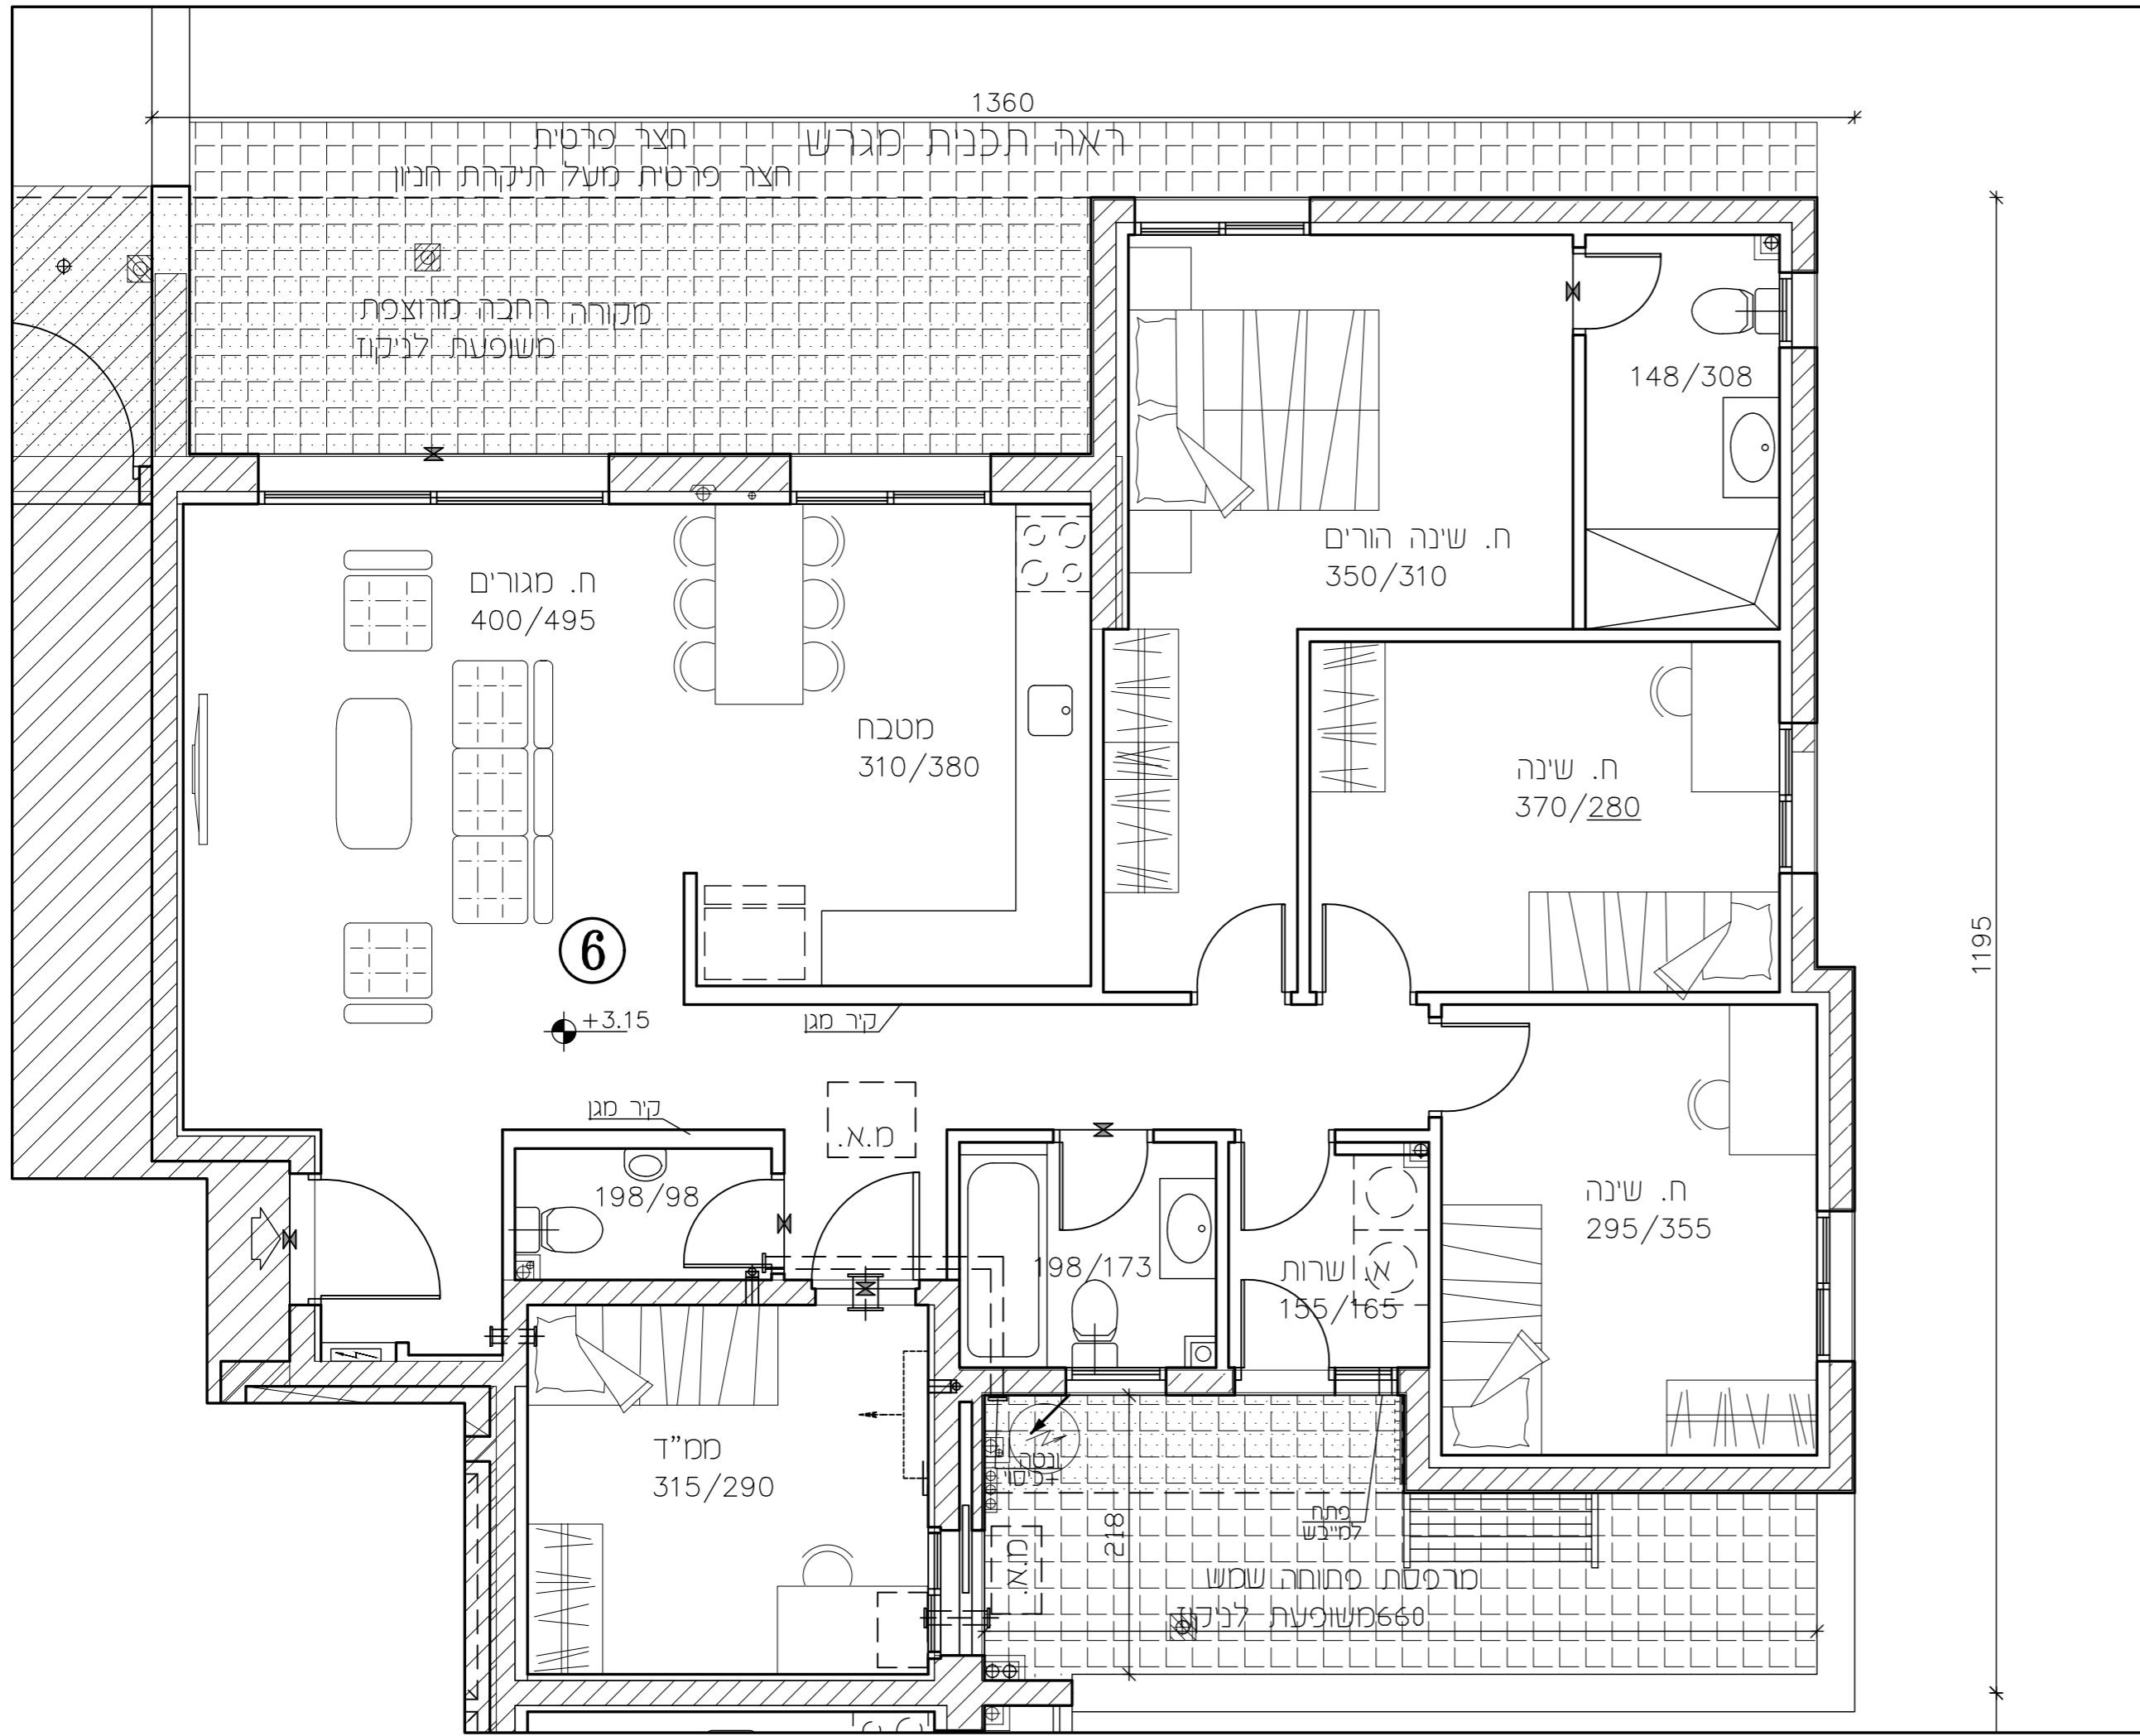 1360
חצר פרטית
ראה תכנית מגרש
חצר פרטית מעל תיקרת חניון
רחבה מרוצפת מקורה
משופעת לניקוז
148/308
ח. שינה הורים
350/310
ח. מגורים
400/495
מטבח
310/380
ח. שינה
370/280
1195
6
+3.15
קיר מגן
קיר מגן
מ.א.
198/98
ח. שינה
295/355
198/173
א. שרות
155/165
ממ"ד
315/290
ונטה
+כיסוי
218
פתח
למייבש
מ.א.
מרפסת פתוחה שמש
משופעת לניקוז
660